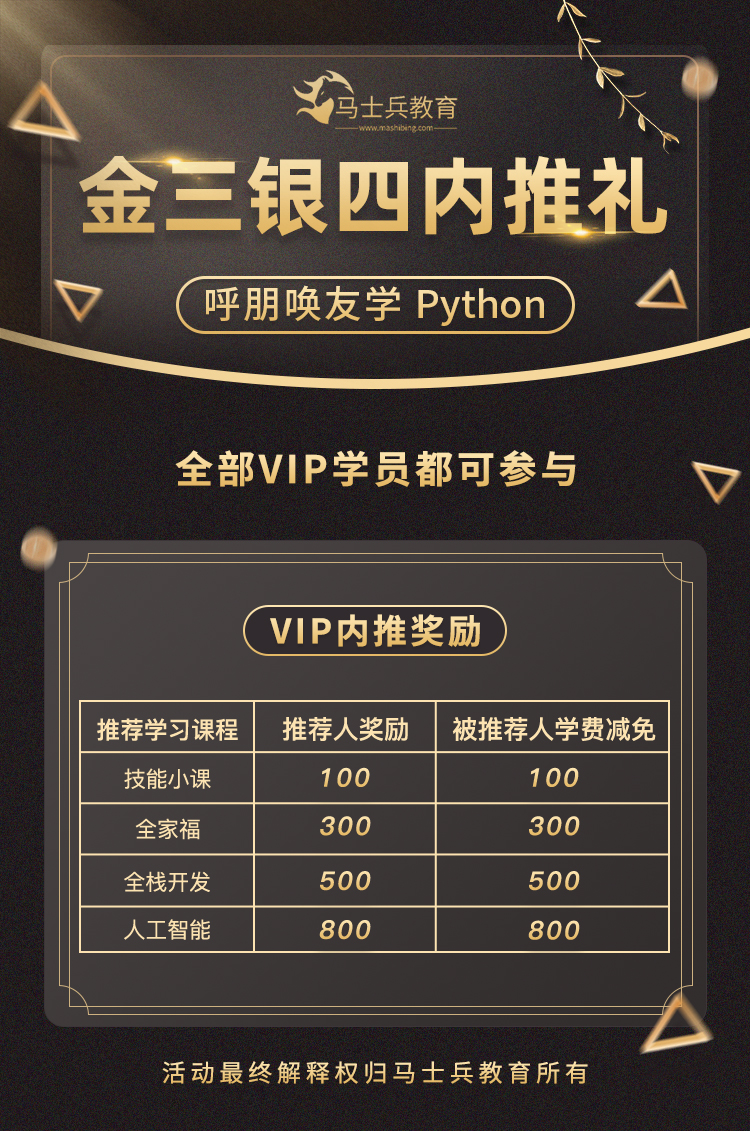 马士兵教育
www.mashibing.com
金三银四内推礼
呼朋唤友学 Python
全部VIP学员都可参与
VIP内推奖励
推荐学习课程 推荐人奖励 被推荐人学费减免
技能小课 100 100
全家福 300 300
全栈开发 500 500
人工智能 800 800
活动最终解释权归马士兵教育所有